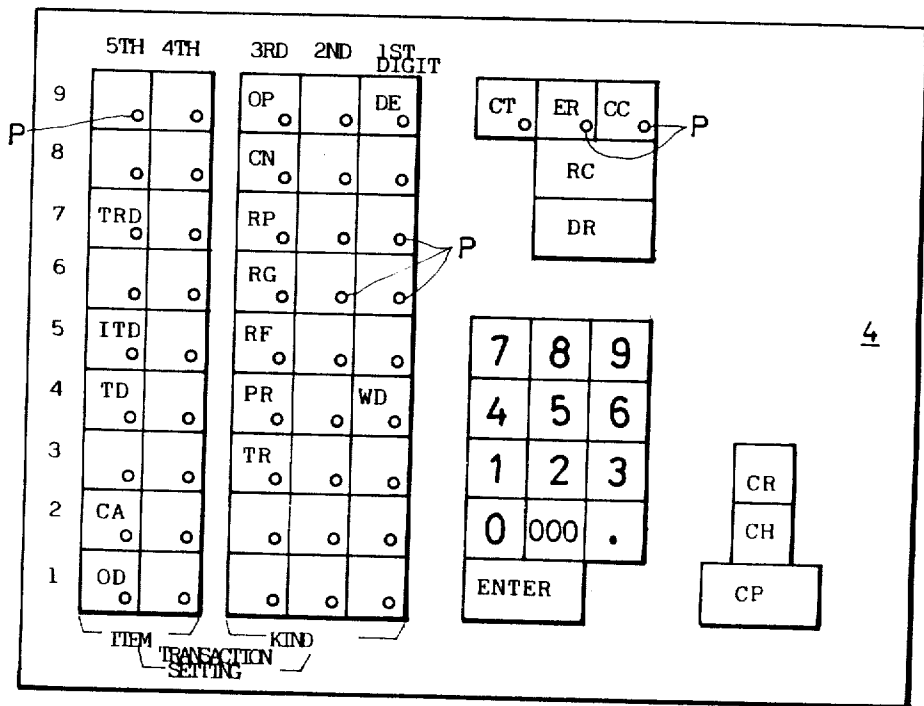 5TH 4TH 3RD 2ND 1ST DIGIT
9 OP DE CT ER CC
P P
8 CN RC
7 TRD RP DR
P
6 RG
5 ITD RF 7 8 9 4
4 TD PR WD 4 5 6
3 TR 1 2 3 CR
2 CA 0 000 . CH
1 OD ENTER CP
ITEM KIND
TRANSACTION
SETTING